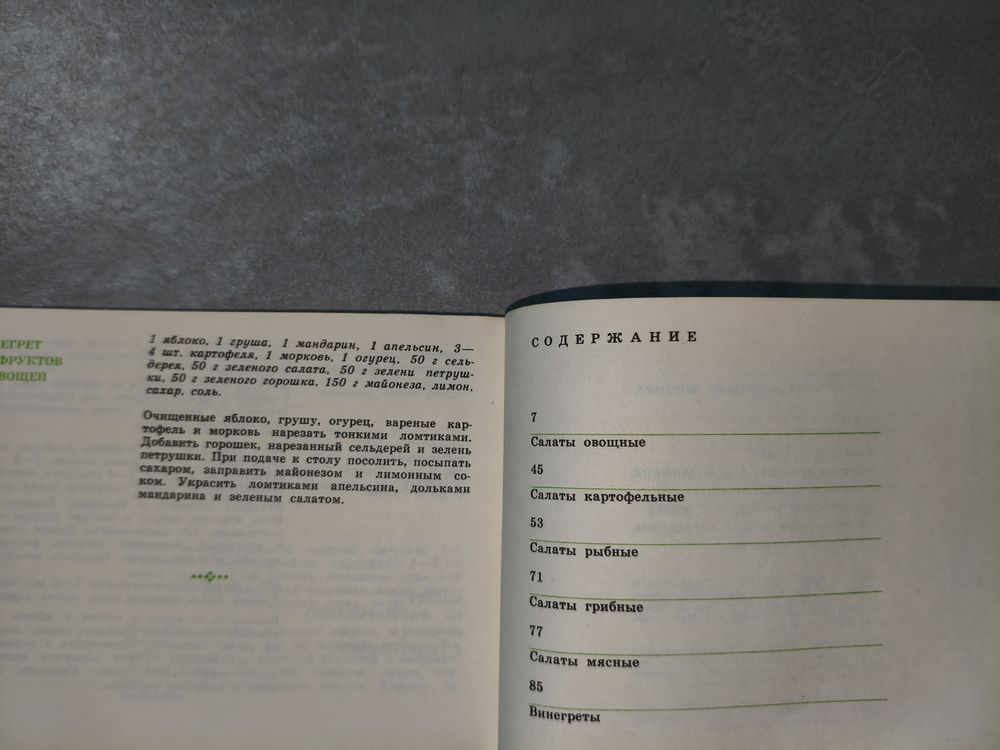 ЕГРЕТ
ФРУКТОВ
ВОЩЕЙ
1 яблоко, 1 груша, 1 мандарин, 1 апельсин, 3—
4 шт. картофеля, 1 морковь, 1 огурец, 50 г сель-
дерея, 50 г зеленого салата, 50 г зелени петруш-
ки, 50 г зеленого горошка, 150 г майонеза, лимон,
сахар, соль.
Очищенные яблоко, грушу, огурец, вареные кар-
тофель и морковь нарезать тонкими ломтиками.
Добавить горошек, нарезанный сельдерей и зелень
петрушки. При подаче к столу посолить, посыпать
сахаром, заправить майонезом и лимонным со-
ком. Украсить ломтиками апельсина, дольками
мандарина и зеленым салатом.
СОДЕРЖАНИЕ
7
Салаты овощные
45
Салаты картофельные
53
Салаты рыбные
71
Салаты грибные
77
Салаты мясные
85
Винегреты